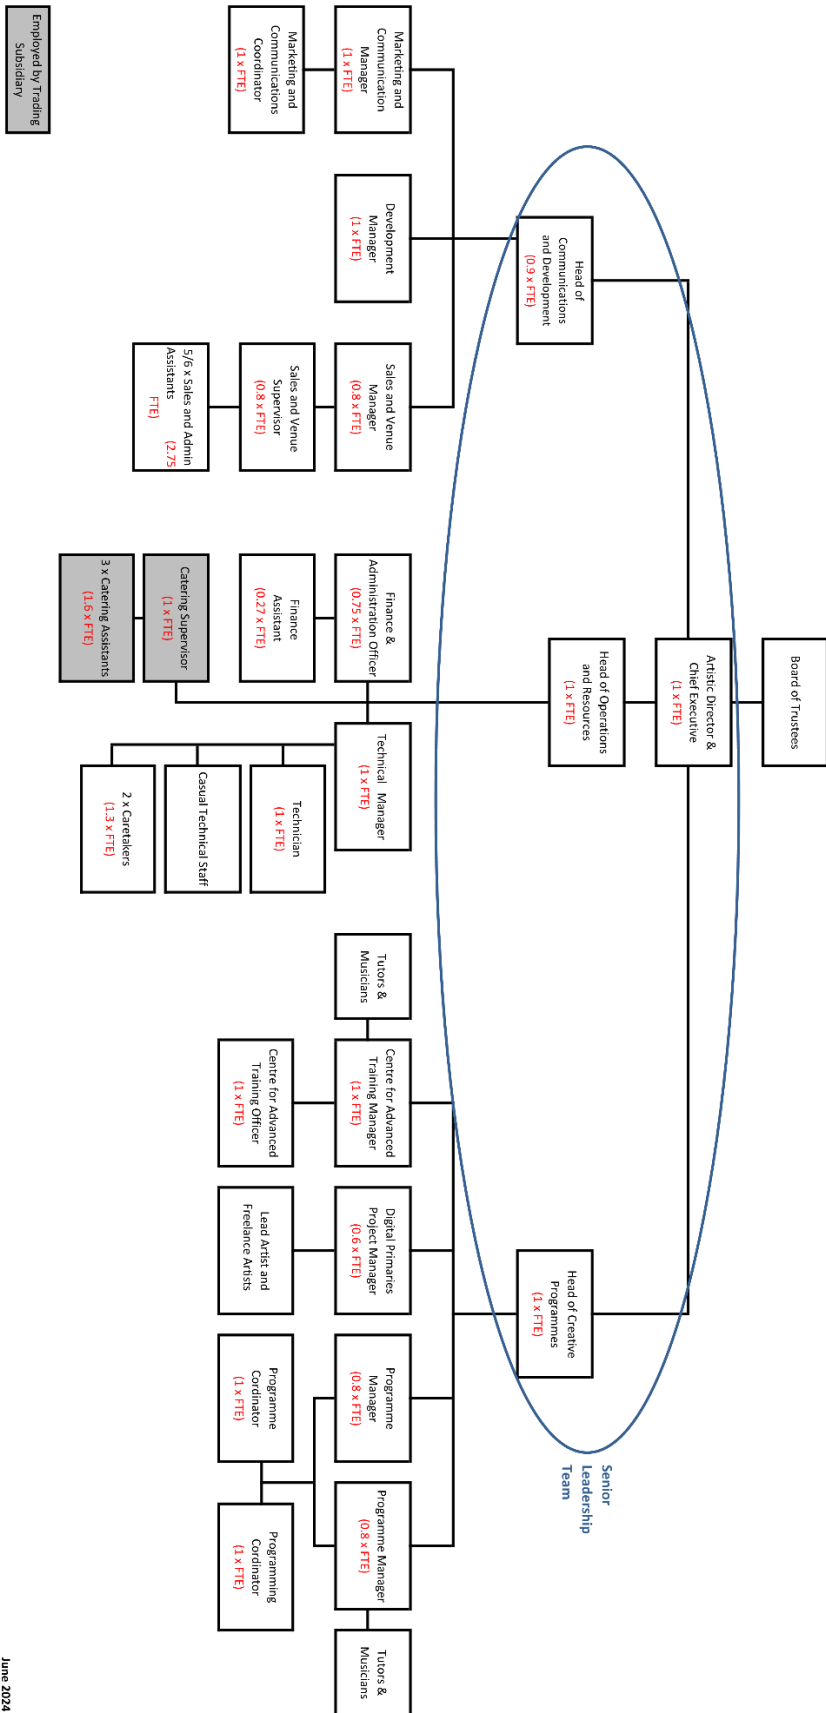 Board of Trustees
Artistic Director &
Chief Executive
(1 x FTE)
Head of
Communications
and Development
(0.9 x FTE)
Head of Operations
and Resources
(1 x FTE)
Head of Creative
Programmes
(1 x FTE)
Senior
Leadership
Team
Marketing and
Communication
Manager
(1 x FTE)
Development
Manager
(1 x FTE)
Sales and Venue
Manager
(0.8 x FTE)
Finance &
Administration Officer
(0.75 x FTE)
Technical Manager
(1 x FTE)
Tutors &
Musicians
Centre for Advanced
Training Manager
(1 x FTE)
Digital Primaries
Project Manager
(0.6 x FTE)
Programme
Manager
(0.8 x FTE)
Programme Manager
(0.8 x FTE)
Tutors &
Musicians
Marketing and
Communications
Coordinator
(1 x FTE)
Sales and Venue
Supervisor
(0.8 x FTE)
Finance
Assistant
(0.27 x FTE)
Technician
(1 x FTE)
Centre for Advanced
Training Officer
(1 x FTE)
Lead Artist and
Freelance Artists
Programme
Cordinator
(1 x FTE)
Programming
Cordinator
(1 x FTE)
5/6 x Sales and Admin
Assistants (2.75
FTE)
Catering Supervisor
(1 x FTE)
Casual Technical Staff
3 x Catering Assistants
(1.6 x FTE)
2 x Caretakers
(1.3 x FTE)
Employed by Trading
Subsidiary
June 2024